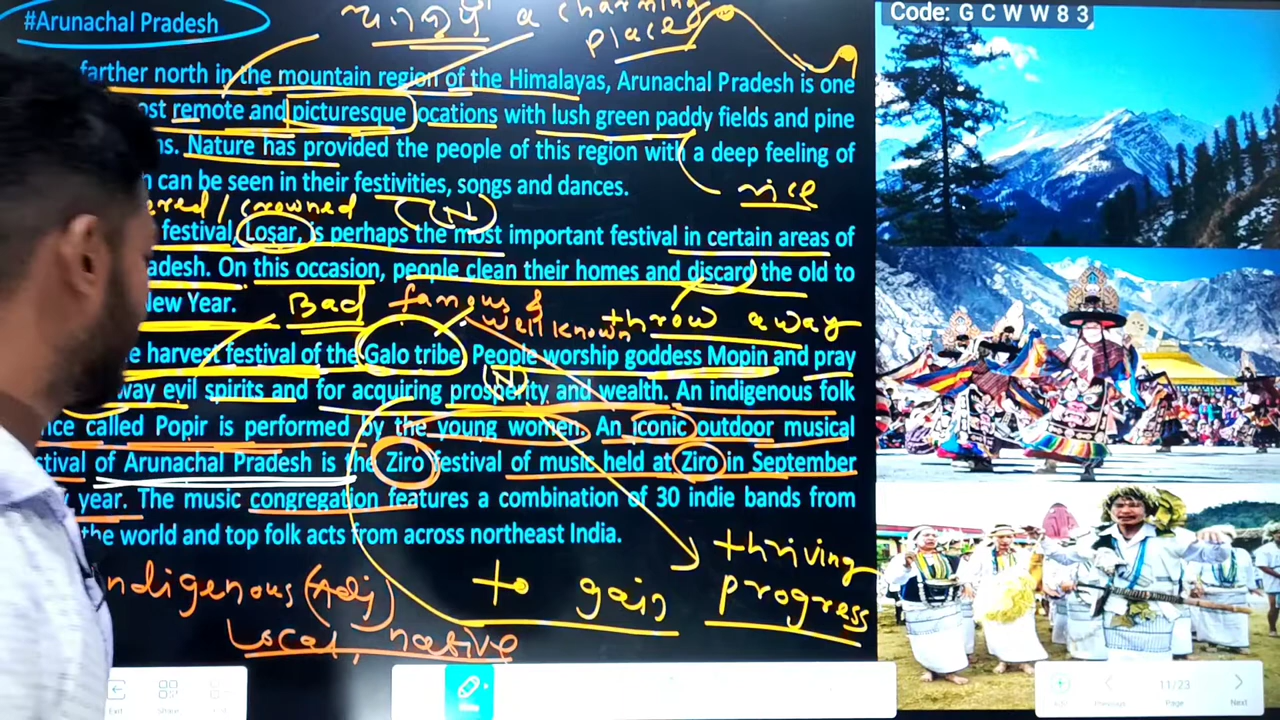 #Arunachal Pradesh
a charming
place
Code: G C W W 8 3
farther north in the mountain region of the Himalayas, Arunachal Pradesh is one
remote and picturesque locations with lush green paddy fields and pine
Nature has provided the people of this region with a deep feeling of
can be seen in their festivities, songs and dances.
rice
crowned (N)
festival, Losar, is perhaps the most important festival in certain areas of
On this occasion, people clean their homes and discard the old to
New Year.
Bad famous &
well known throw away
harvest festival of the Galo tribe. People worship goddess Mopin and pray
evil spirits and for acquiring prosperity and wealth. An indigenous folk
called Popir is performed by the young women. An iconic outdoor musical
of Arunachal Pradesh is the Ziro festival of music held at Ziro in September
year. The music congregation features a combination of 30 indie bands from
the world and top folk acts from across northeast India.
thriving
(Adj) to gain progress
Local, native
11/23
Page
Next